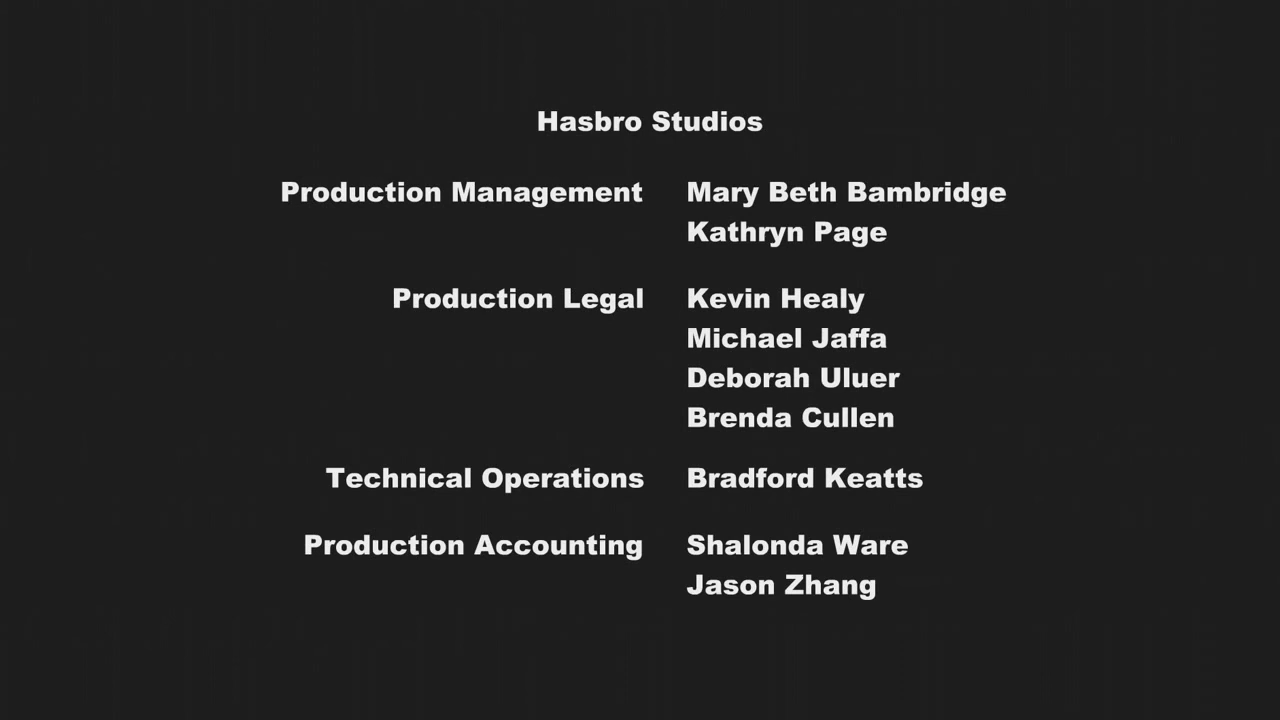 Hasbro Studios
Production Management Mary Beth Bambridge
Kathryn Page
Production Legal Kevin Healy
Michael Jaffa
Deborah Uluer
Brenda Cullen
Technical Operations Bradford Keatts
Production Accounting Shalonda Ware
Jason Zhang